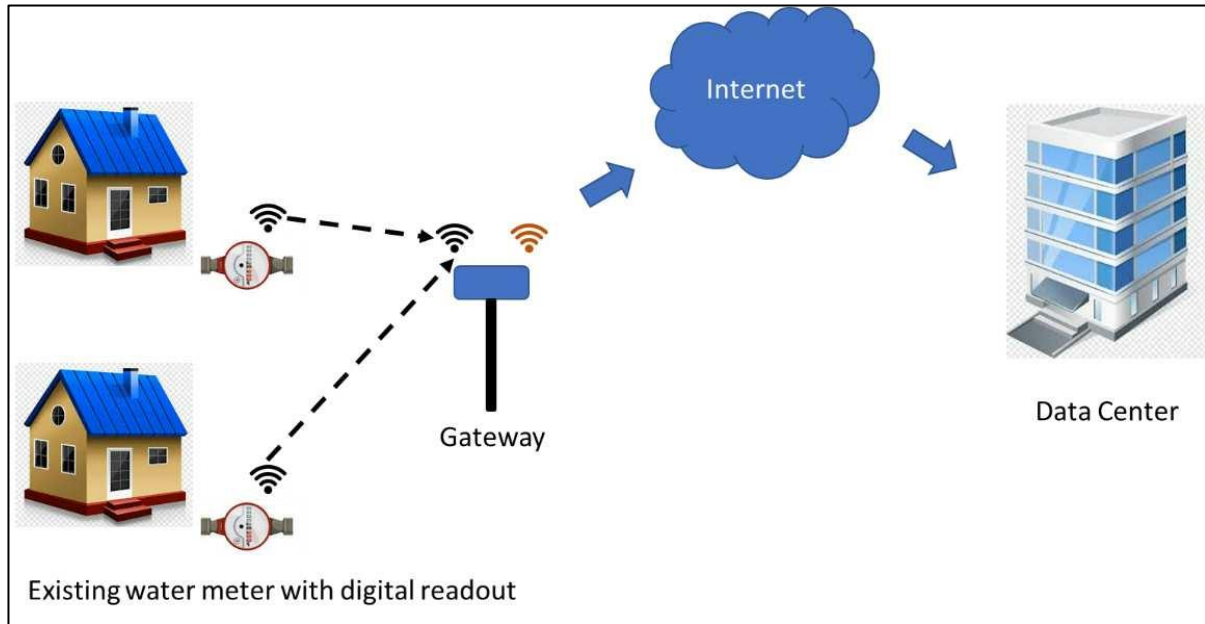 Internet
Gateway
Data Center
Existing water meter with digital readout